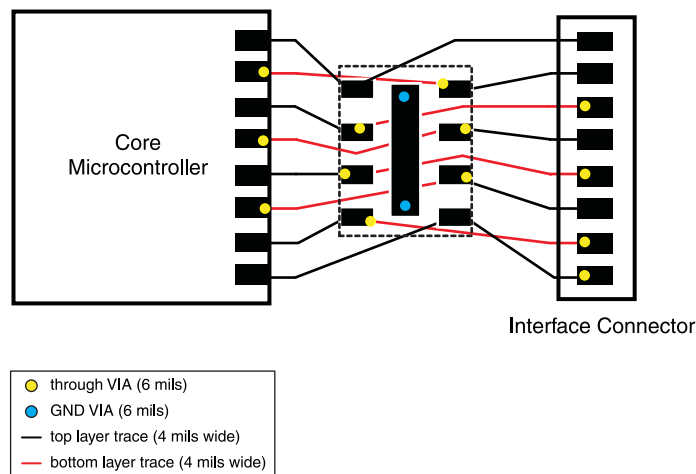 Core
Microcontroller
Interface Connector
through VIA (6 mils)
GND VIA (6 mils)
top layer trace (4 mils wide)
bottom layer trace (4 mils wide)